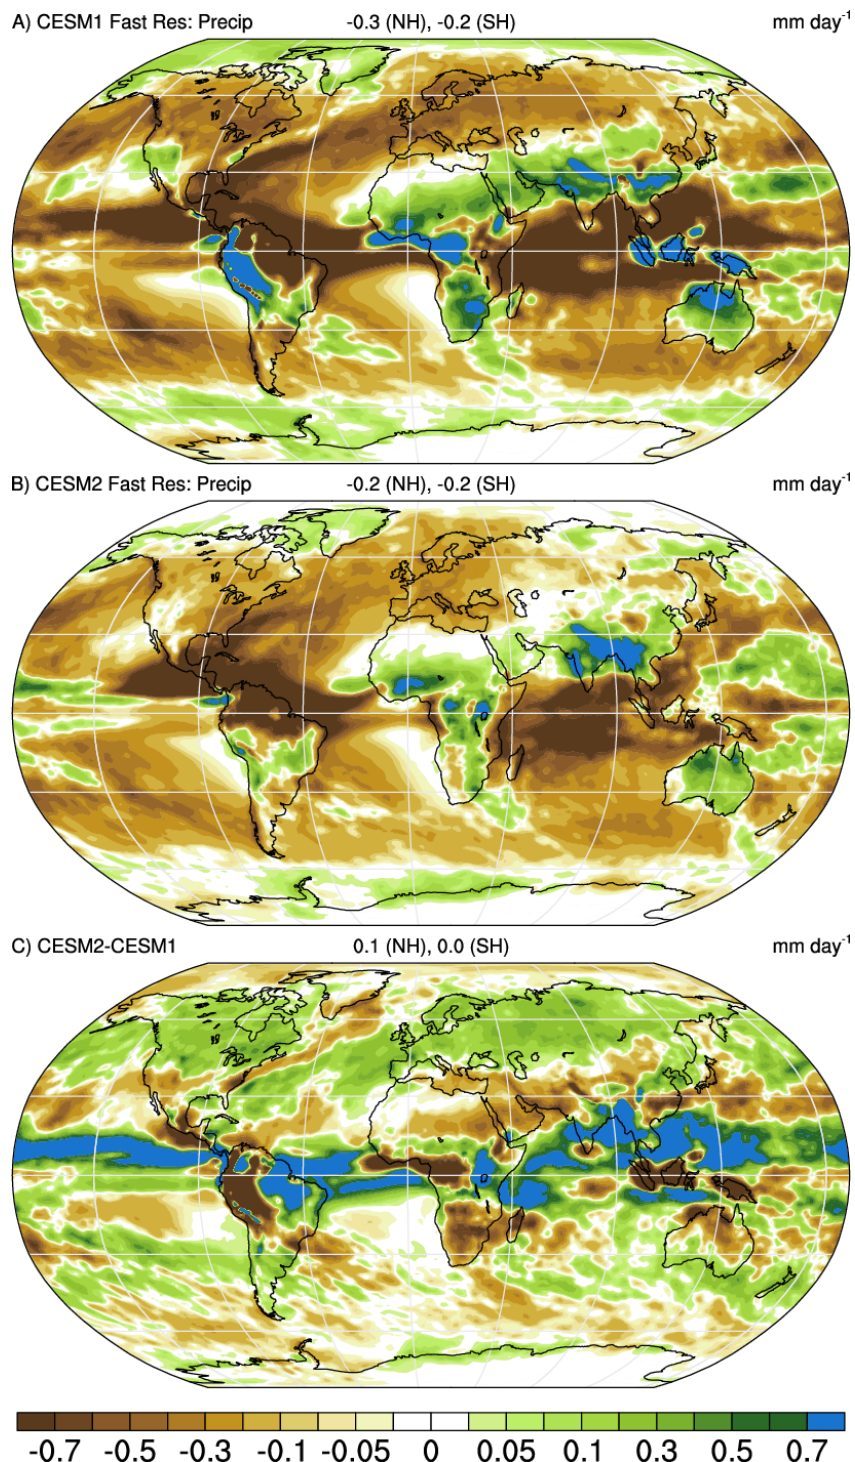 A) CESM1 Fast Res: Precip -0.3 (NH), -0.2 (SH) mm day-1
B) CESM2 Fast Res: Precip -0.2 (NH), -0.2 (SH) mm day-1
C) CESM2-CESM1 0.1 (NH), 0.0 (SH) mm day-1
-0.7 -0.5 -0.3 -0.1 -0.05 0 0.05 0.1 0.3 0.5 0.7